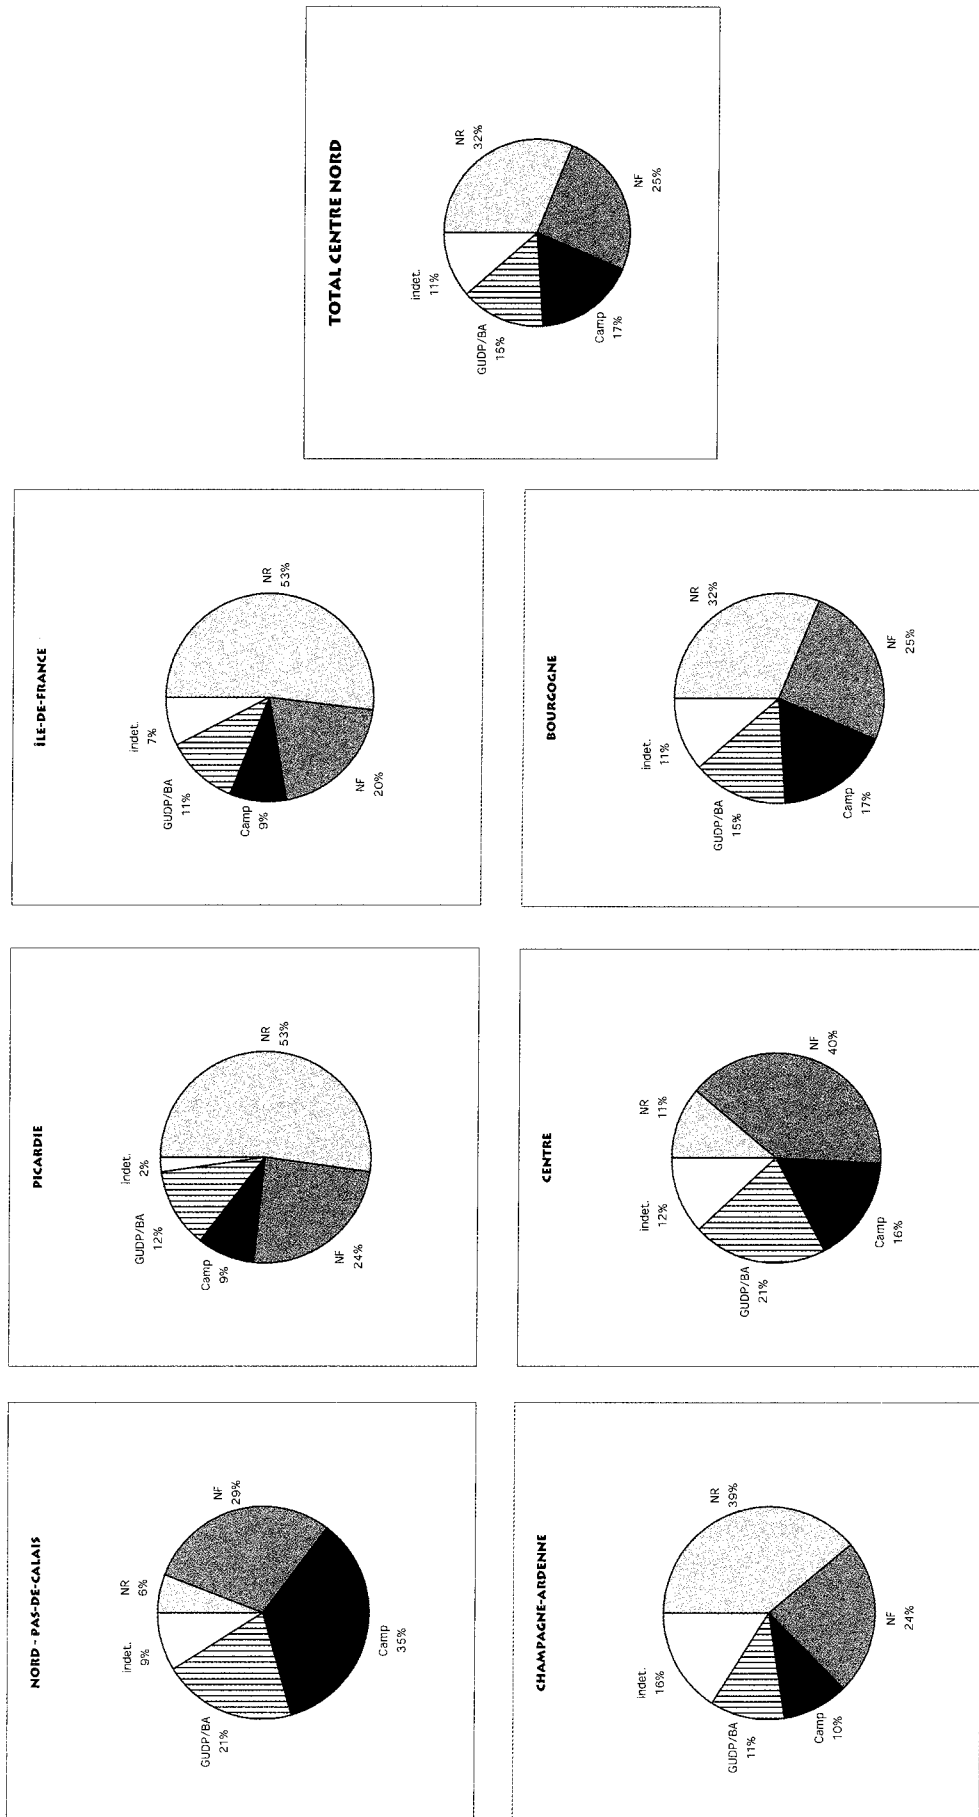 NORD - PAS-DE-CALAIS
indet.
9%
NR
6%
NF
29%
Camp
35%
GUDP/BA
21%
PICARDIE
indet.
2%
NR
53%
NF
24%
Camp
9%
GUDP/BA
12%
ÎLE-DE-FRANCE
indet.
7%
NR
53%
NF
20%
Camp
9%
GUDP/BA
11%
CHAMPAGNE-ARDENNE
indet.
16%
NR
39%
NF
24%
Camp
10%
GUDP/BA
11%
CENTRE
indet.
12%
NR
11%
NF
40%
Camp
16%
GUDP/BA
21%
BOURGOGNE
indet.
11%
NR
32%
NF
25%
Camp
17%
GUDP/BA
15%
TOTAL CENTRE NORD
indet.
11%
NR
32%
NF
25%
Camp
17%
GUDP/BA
15%